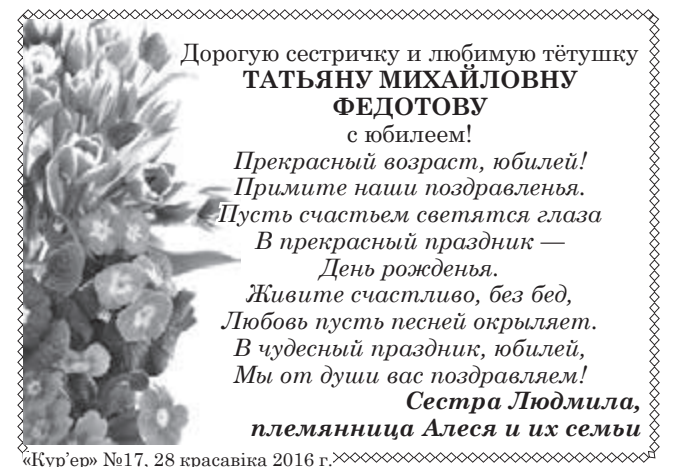 Дорогую сестричку и любимую тётушку
ТАТЬЯНУ МИХАЙЛОВНУ
ФЕДОТОВУ
с юбилеем!
Прекрасный возраст, юбилей!
Примите наши поздравленья.
Пусть счастьем светятся глаза
В прекрасный праздник —
День рожденья.
Живите счастливо, без бед,
Любовь пусть песней окрыляет.
В чудесный праздник, юбилей,
Мы от души вас поздравляем!
Сестра Людмила,
племянница Алеся и их семьи
«Кур’ер» №17, 28 красавіка 2016 г.